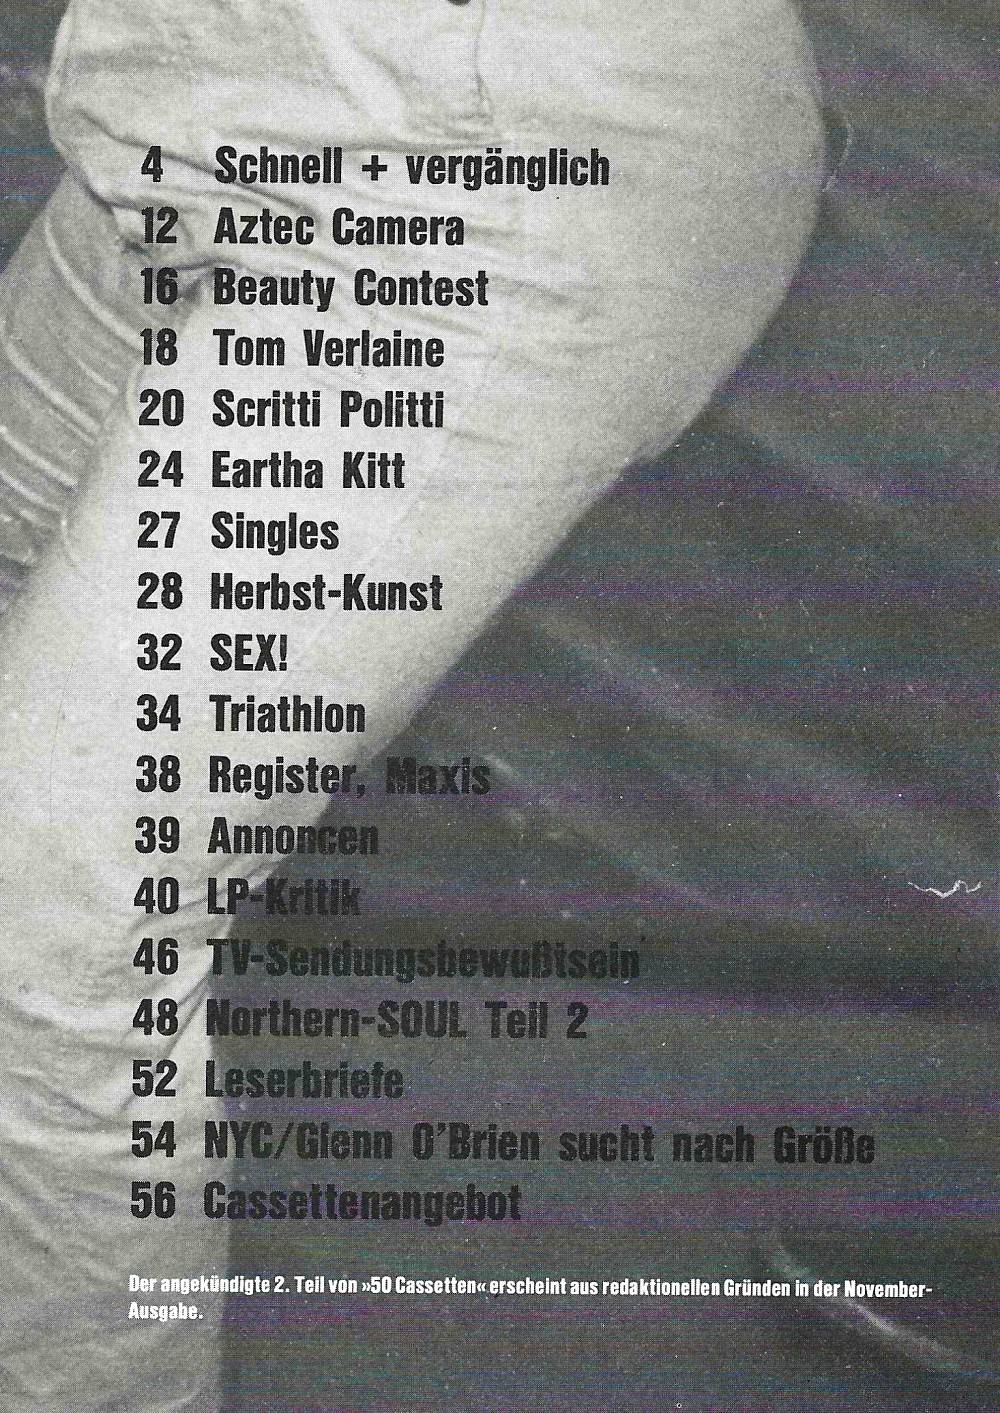 4 Schnell + vergänglich
12 Aztec Camera
16 Beauty Contest
18 Tom Verlaine
20 Scritti Politti
24 Eartha Kitt
27 Singles
28 Herbst-Kunst
32 SEX!
34 Triathlon
38 Register, Maxis
39 Annoncen
40 LP-Kritik
46 TV-Sendungsbewußtsein
48 Northern-SOUL Teil 2
52 Leserbriefe
54 NYC/Glenn O'Brien sucht nach Größe
56 Cassettenangebot
Der angekündigte 2. Teil von »50 Cassetten« erscheint aus redaktionellen Gründen in der November-
Ausgabe.